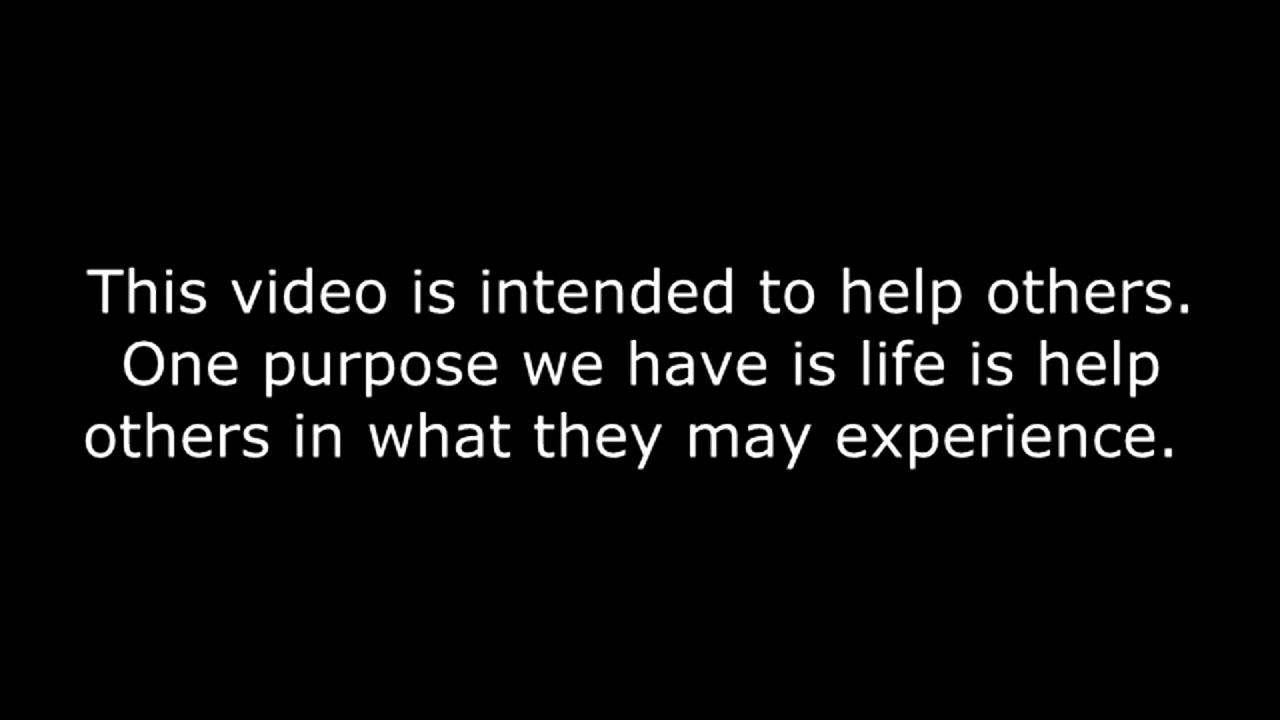 This video is intended to help others.
One purpose we have is life is help
others in what they may experience.